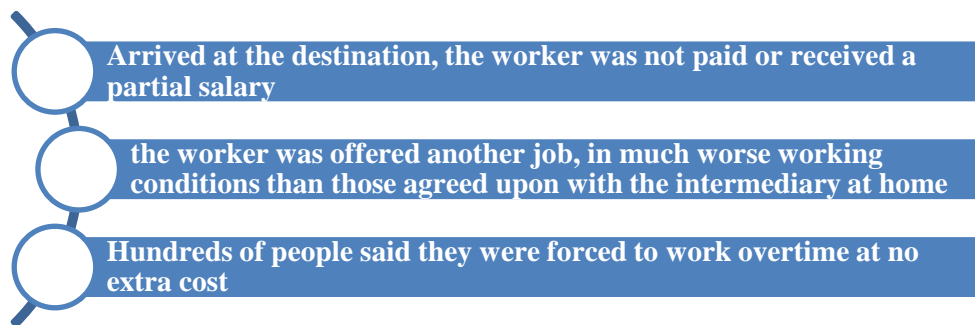 Arrived at the destination, the worker was not paid or received a
partial salary
the worker was offered another job, in much worse working
conditions than those agreed upon with the intermediary at home
Hundreds of people said they were forced to work overtime at no
extra cost